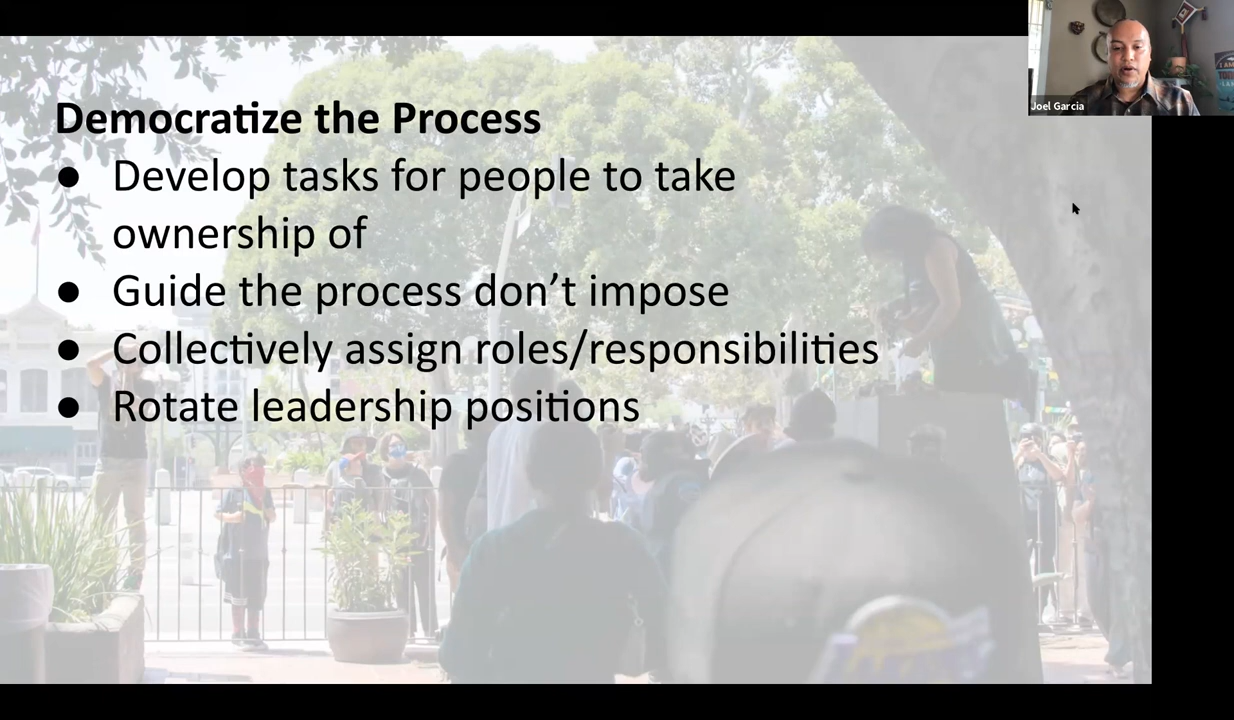 Joel Garcia
Democratize the Process
● Develop tasks for people to take
ownership of
● Guide the process don’t impose
● Collectively assign roles/responsibilities
● Rotate leadership positions